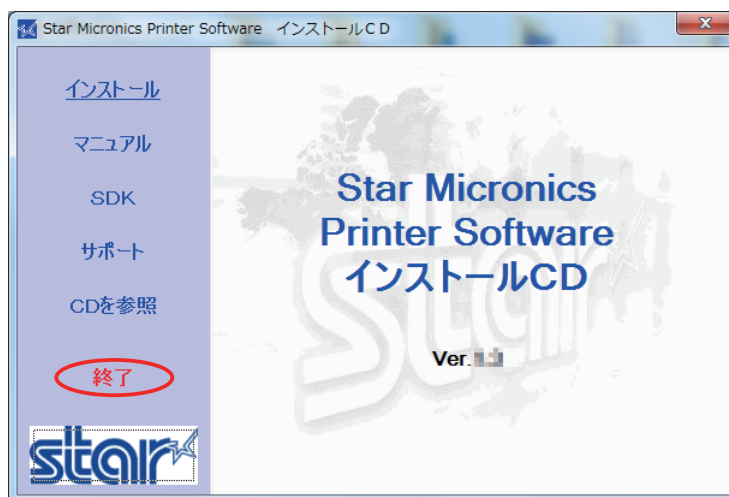 Star Micronics Printer Software インストールCD
インストール
マニュアル
SDK
サポート
CDを参照
終了
star
Star Micronics
Printer Software
インストールCD
Ver.